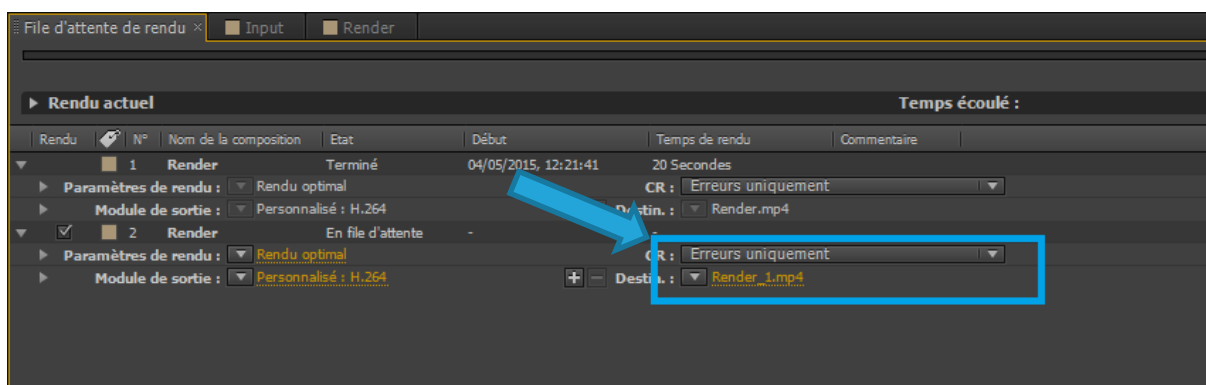 File d'attente de rendu × Input Render
Rendu actuel Temps écoulé :
Rendu N° Nom de la composition Etat Début Temps de rendu Commentaire
1 Render Terminé 04/05/2015, 12:21:41 20 Secondes
Paramètres de rendu : Rendu optimal CR : Erreurs uniquement
Module de sortie : Personnalisé : H.264 Destin. : Render.mp4
2 Render En file d'attente - -
Paramètres de rendu : Rendu optimal CR : Erreurs uniquement
Module de sortie : Personnalisé : H.264 + − Destin. : Render_1.mp4